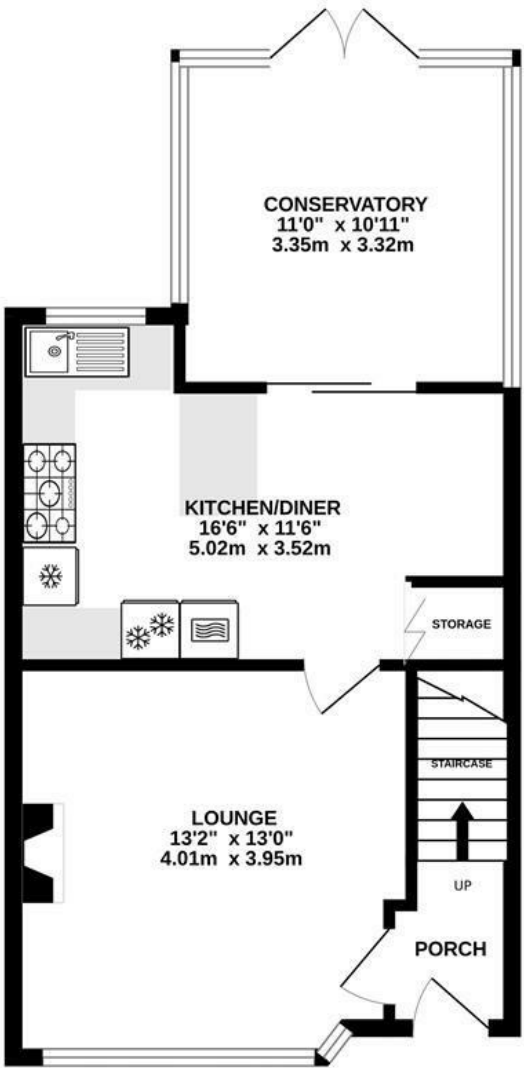 CONSERVATORY
11'0" x 10'11"
3.35m x 3.32m
KITCHEN/DINER
16'6" x 11'6"
5.02m x 3.52m
STORAGE
STAIRCASE
LOUNGE
13'2" x 13'0"
4.01m x 3.95m
UP
PORCH